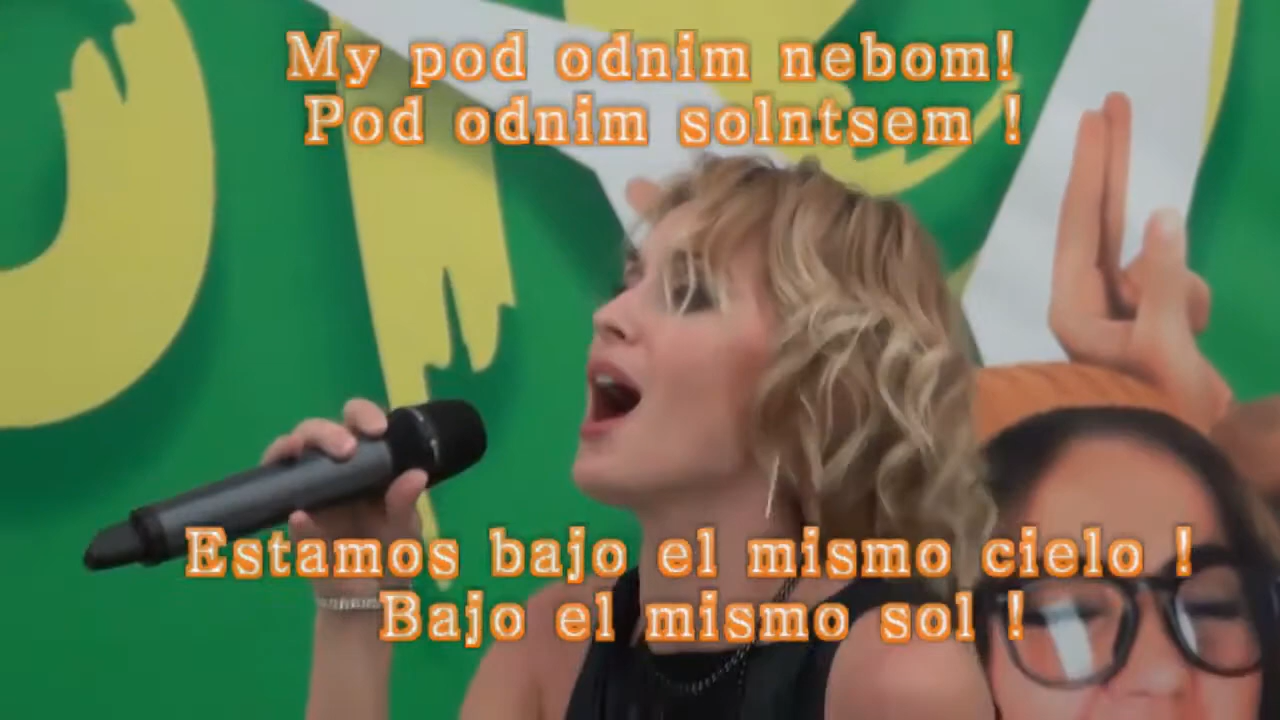 My pod odnim nebom!
Pod odnim solntsem !
Estamos bajo el mismo cielo !
Bajo el mismo sol !